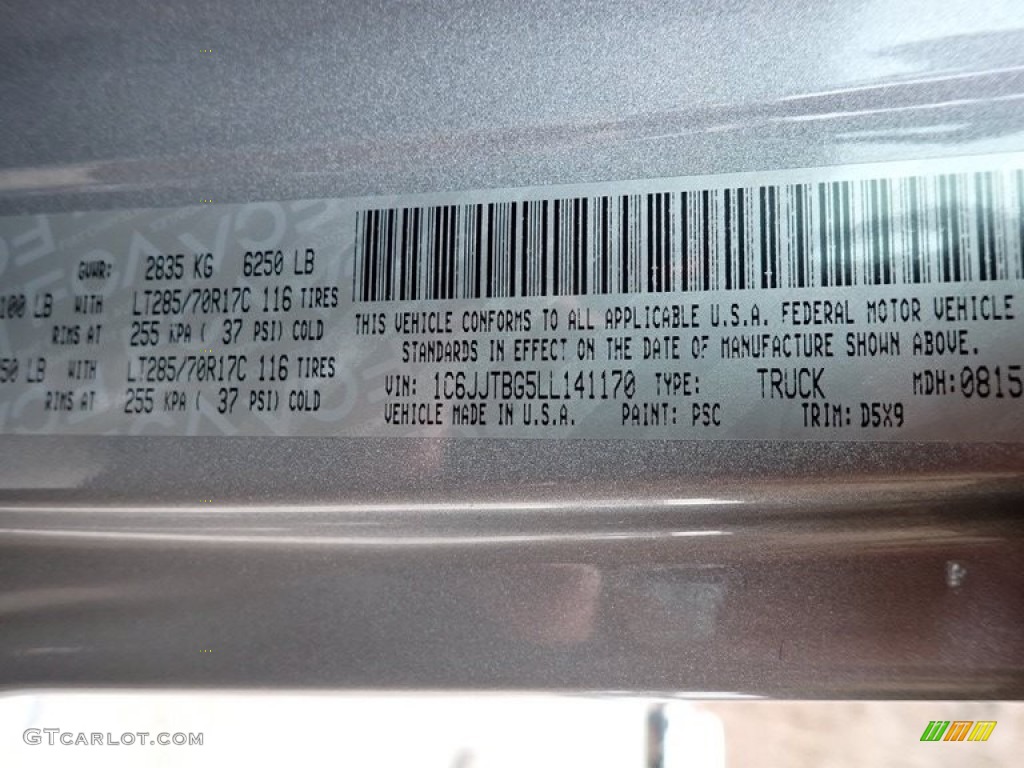 GVWR: 2835 KG 6250 LB
100 LB WITH LT285/70R17C 116 TIRES
RIMS AT 255 KPA ( 37 PSI) COLD
50 LB WITH LT285/70R17C 116 TIRES
RIMS AT 255 KPA ( 37 PSI) COLD
THIS VEHICLE CONFORMS TO ALL APPLICABLE U.S.A. FEDERAL MOTOR VEHICLE
STANDARDS IN EFFECT ON THE DATE OF MANUFACTURE SHOWN ABOVE.
VIN: 1C6JJTBG5LL141170 TYPE: TRUCK MDH:0815
VEHICLE MADE IN U.S.A. PAINT: PSC TRIM: D5X9
GTCARLOT.COM